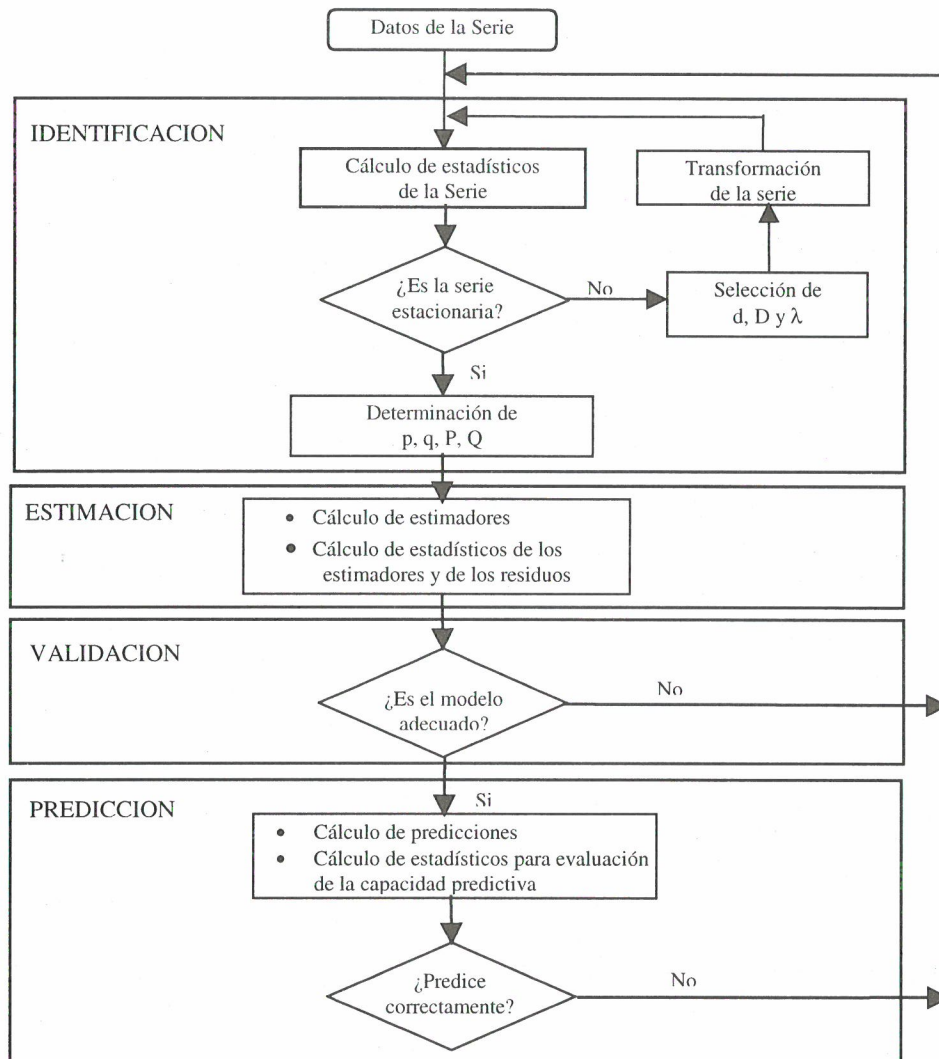 Datos de la Serie
IDENTIFICACION
Cálculo de estadísticos
de la Serie
Transformación
de la serie
¿Es la serie
estacionaria?
No
Selección de
d, D y λ
Si
Determinación de
p, q, P, Q
ESTIMACION
• Cálculo de estimadores
• Cálculo de estadísticos de los
estimadores y de los residuos
VALIDACION
¿Es el modelo
adecuado?
No
Si
PREDICCION
• Cálculo de predicciones
• Cálculo de estadísticos para evaluación
de la capacidad predictiva
¿Predice
correctamente?
No